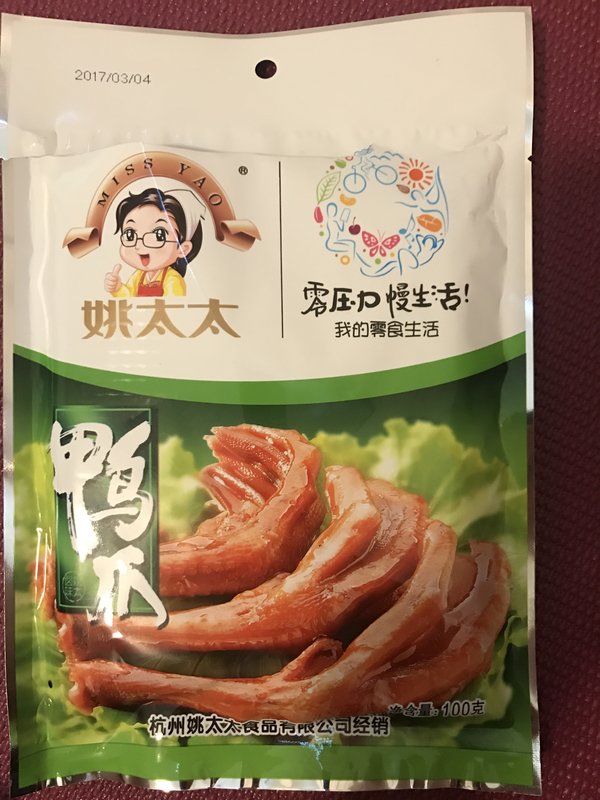 2017/03/04
MISS YAO
®
姚太太
零压力慢生活!
我的零食生活
鸭爪
净含量:100克
杭州姚太太食品有限公司经销